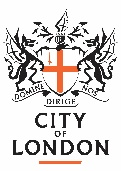 DOMINE DIRIGE NOS
CITY
OF
LONDON